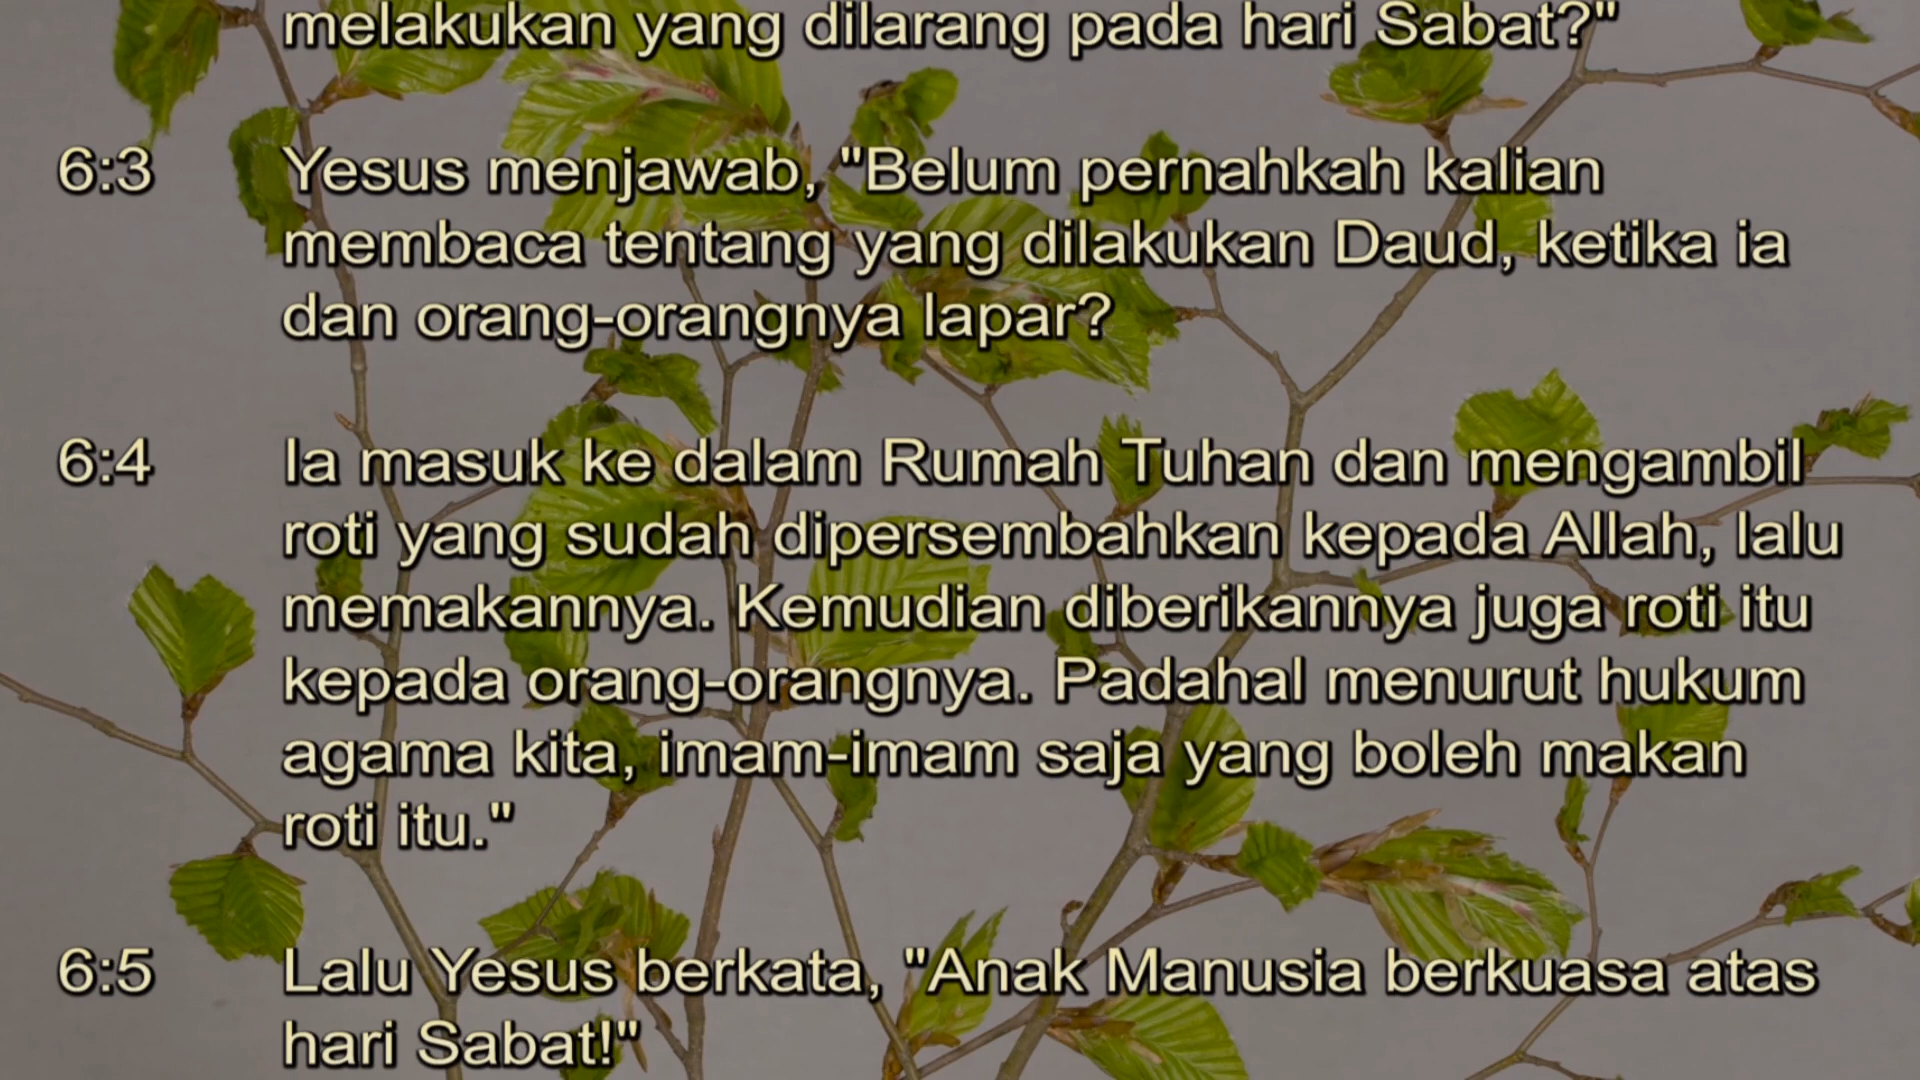 melakukan yang dilarang pada hari Sabat?"
6:3 Yesus menjawab, "Belum pernahkah kalian
membaca tentang yang dilakukan Daud, ketika ia
dan orang-orangnya lapar?
6:4 Ia masuk ke dalam Rumah Tuhan dan mengambil
roti yang sudah dipersembahkan kepada Allah, lalu
memakannya. Kemudian diberikannya juga roti itu
kepada orang-orangnya. Padahal menurut hukum
agama kita, imam-imam saja yang boleh makan
roti itu."
6:5 Lalu Yesus berkata, "Anak Manusia berkuasa atas
hari Sabat!"